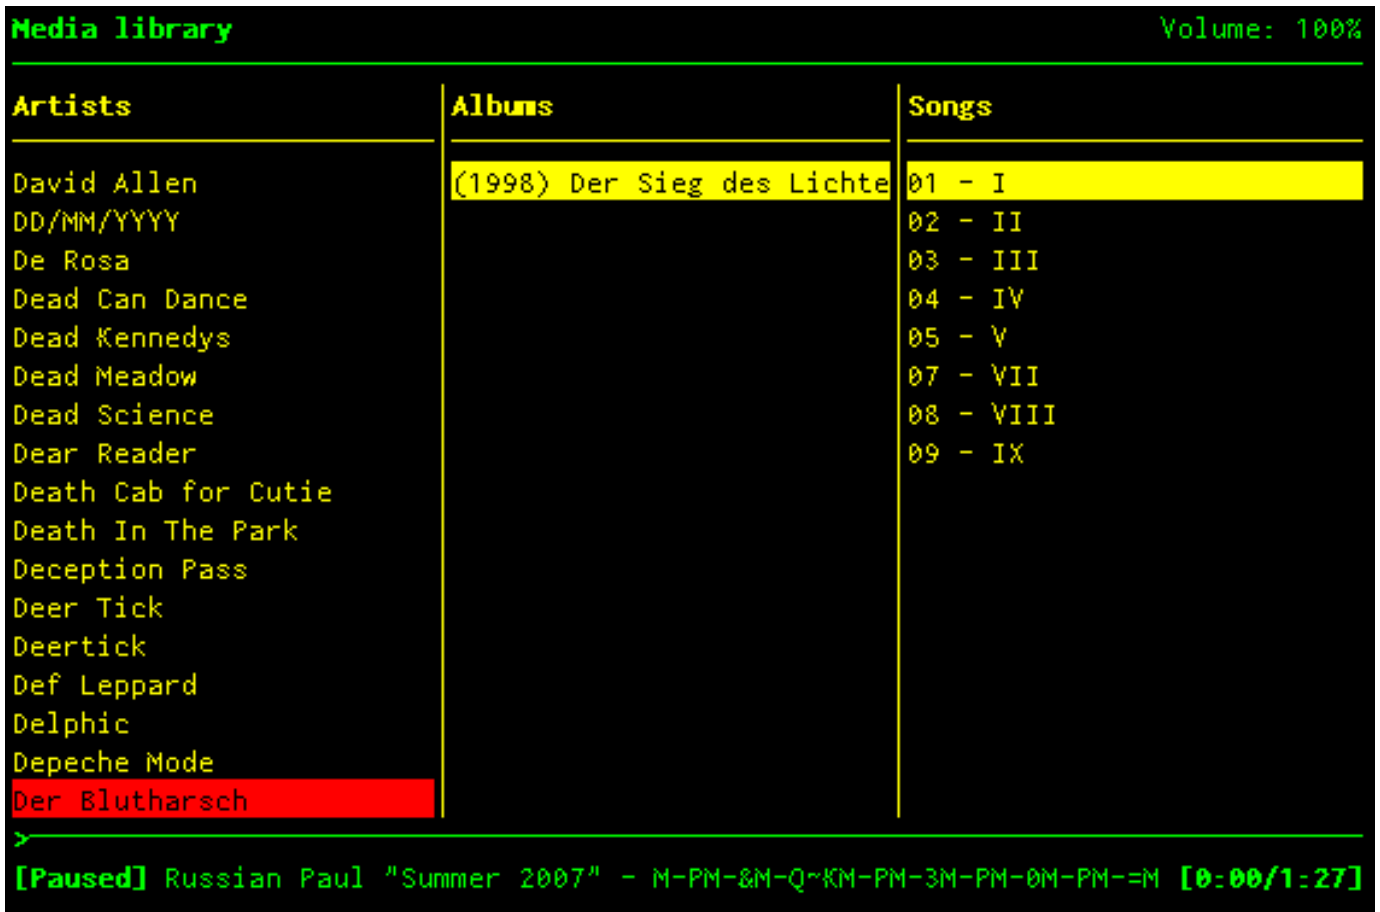 Media library Volume: 100%
Artists Albums Songs
David Allen (1998) Der Sieg des Lichte 01 - I
DD/MM/YYYY 02 - II
De Rosa 03 - III
Dead Can Dance 04 - IV
Dead Kennedys 05 - V
Dead Meadow 07 - VII
Dead Science 08 - VIII
Dear Reader 09 - IX
Death Cab for Cutie
Death In The Park
Deception Pass
Deer Tick
Deertick
Def Leppard
Delphic
Depeche Mode
Der Blutharsch
>
[Paused] Russian Paul "Summer 2007" - M-PM-&M-Q~KM-PM-3M-PM-0M-PM-=M [0:00/1:27]